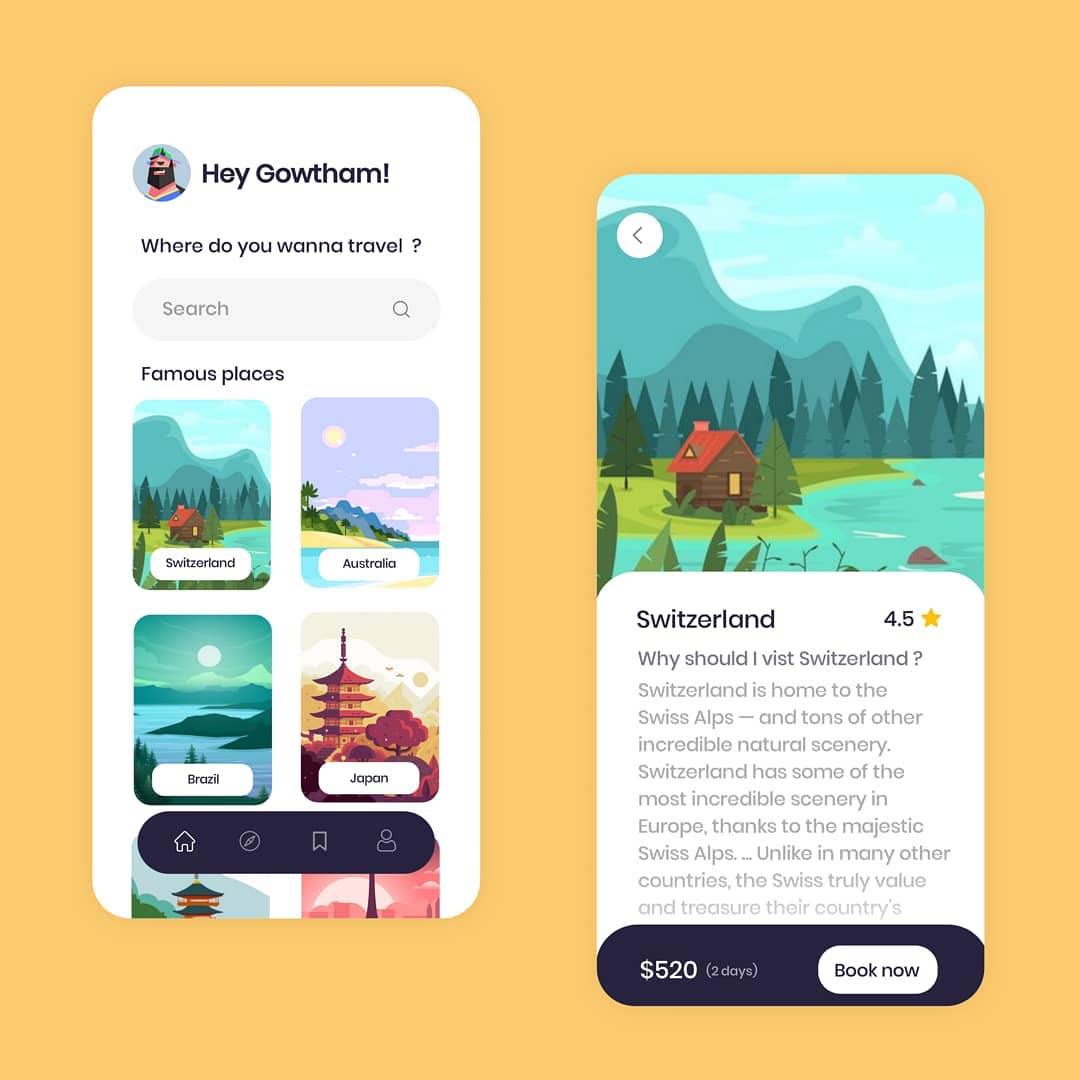 Hey Gowtham!
Where do you wanna travel ?
Search
Famous places
Switzerland
Australia
Brazil
Japan
Switzerland
4.5
Why should I vist Switzerland ?
Switzerland is home to the
Swiss Alps — and tons of other
incredible natural scenery.
Switzerland has some of the
most incredible scenery in
Europe, thanks to the majestic
Swiss Alps. ... Unlike in many other
countries, the Swiss truly value
and treasure their country's
$520 (2 days)
Book now